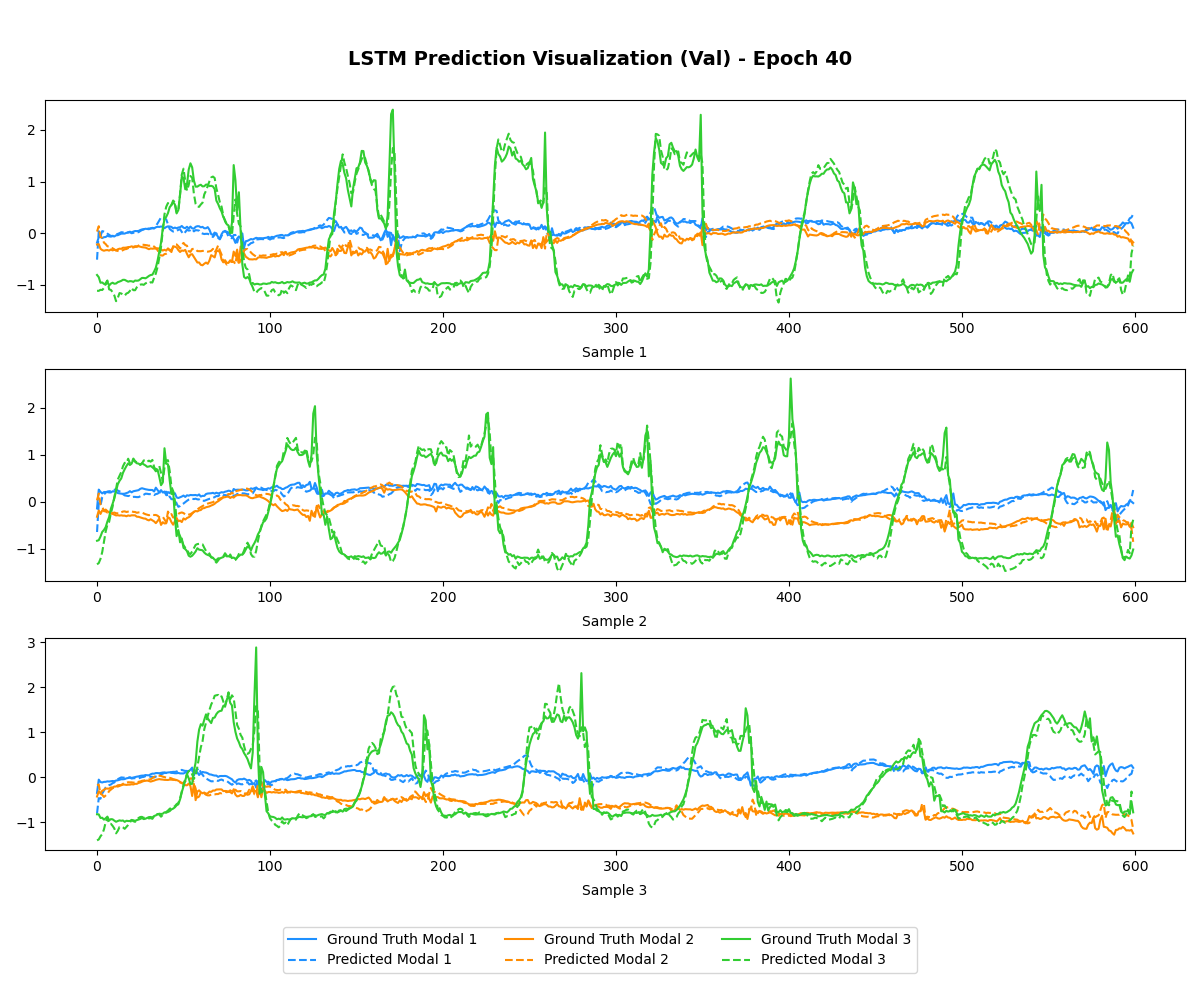 LSTM Prediction Visualization (Val) - Epoch 40
2
1
0
−1
0 100 200 300 400 500 600
Sample 1
2
1
0
−1
0 100 200 300 400 500 600
Sample 2
3
2
1
0
−1
0 100 200 300 400 500 600
Sample 3
Ground Truth Modal 1 Ground Truth Modal 2 Ground Truth Modal 3
Predicted Modal 1 Predicted Modal 2 Predicted Modal 3